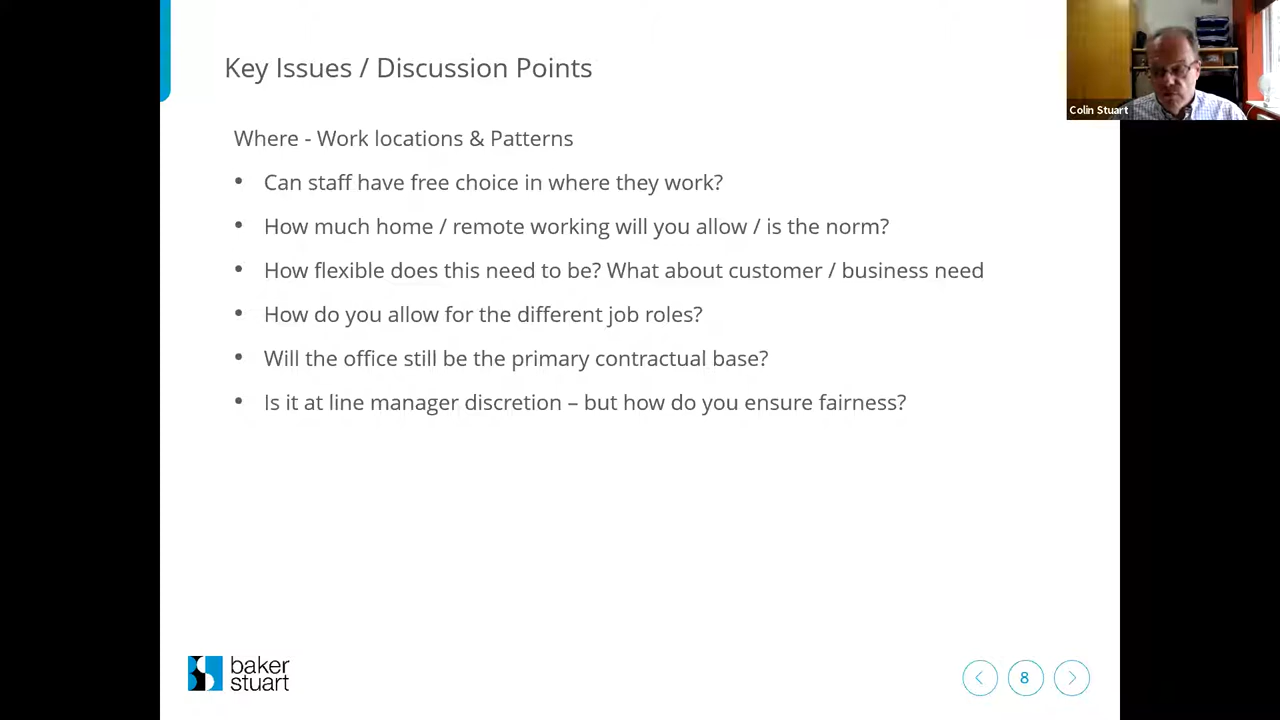 Key Issues / Discussion Points
Colin Stuart
Where - Work locations & Patterns
• Can staff have free choice in where they work?
• How much home / remote working will you allow / is the norm?
• How flexible does this need to be? What about customer / business need
• How do you allow for the different job roles?
• Will the office still be the primary contractual base?
• Is it at line manager discretion – but how do you ensure fairness?
baker
stuart
8